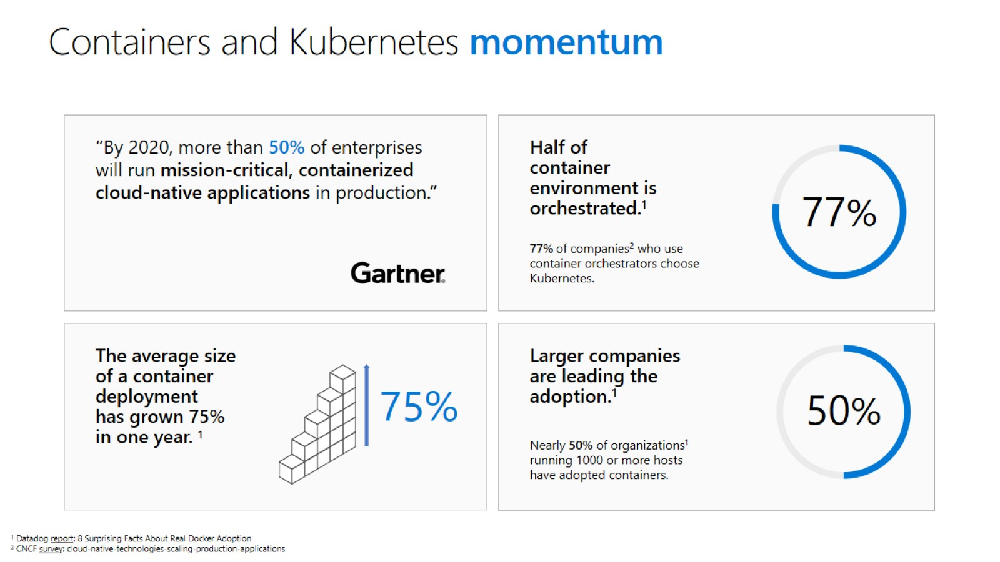 Containers and Kubernetes momentum
“By 2020, more than 50% of enterprises
will run mission-critical, containerized
cloud-native applications in production.”
Gartner®
Half of
container
environment is
orchestrated.¹
77% of companies² who use
container orchestrators choose
Kubernetes.
77%
The average size
of a container
deployment
has grown 75%
in one year. ¹
75%
Larger companies
are leading the
adoption.¹
Nearly 50% of organizations¹
running 1000 or more hosts
have adopted containers.
50%
¹ Datadog report: 8 Surprising Facts About Real Docker Adoption
² CNCF survey: cloud-native-technologies-scaling-production-applications